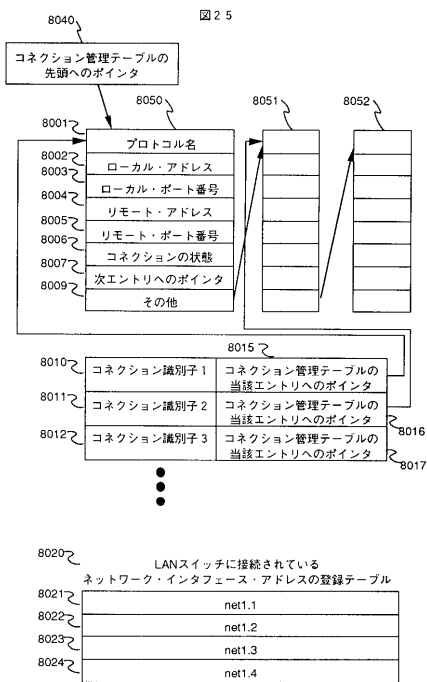 図25
8040
コネクション管理テーブルの
先頭へのポインタ
8050
8051
8052
8001
プロトコル名
8002
ローカル・アドレス
8003
ローカル・ポート番号
8004
リモート・アドレス
8005
リモート・ポート番号
8006
コネクションの状態
8007
次エントリへのポインタ
8009
その他
8015
8010
コネクション識別子1
コネクション管理テーブルの
当該エントリへのポインタ
8011
コネクション識別子2
コネクション管理テーブルの
当該エントリへのポインタ
8016
8012
コネクション識別子3
コネクション管理テーブルの
当該エントリへのポインタ
8017
8020
LANスイッチに接続されている
ネットワーク・インタフェース・アドレスの登録テーブル
8021
net1.1
8022
net1.2
8023
net1.3
8024
net1.4